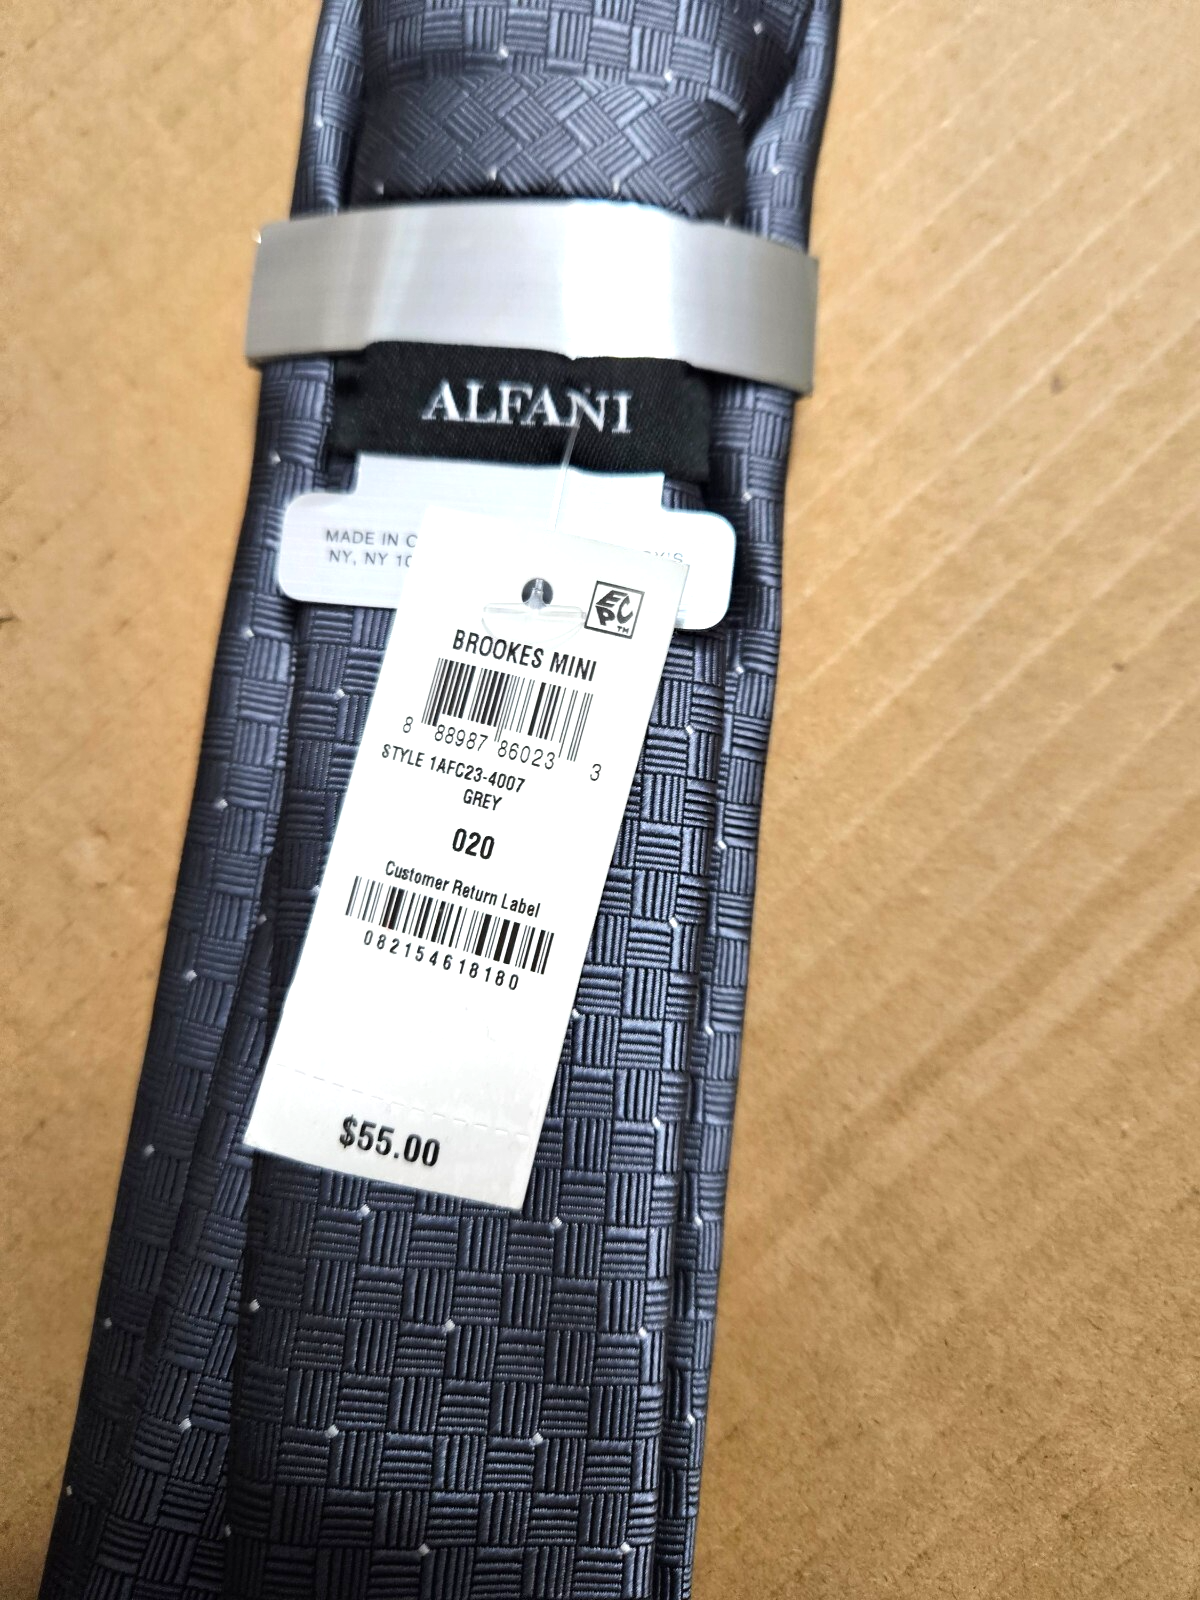 ALFANI
MADE IN
NY, NY
EPC™
BROOKES MINI
8 88987 86023 3
STYLE 1AFC23-4007
GREY
020
Customer Return Label
082154618180
$55.00